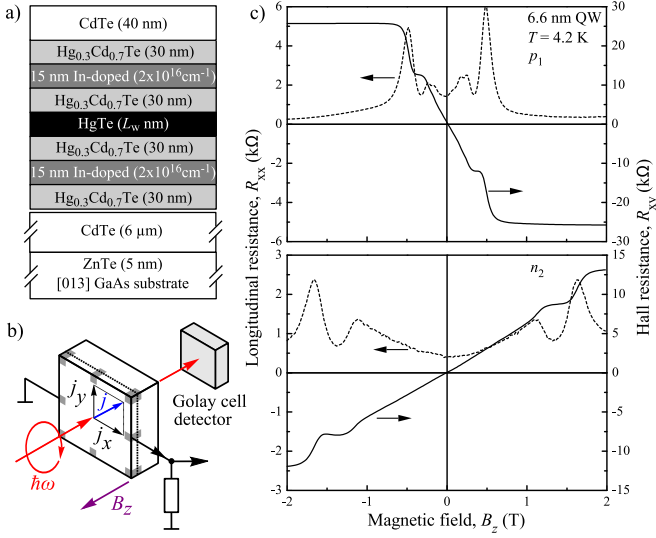 a)
CdTe (40 nm)
Hg0.3Cd0.7Te (30 nm)
15 nm In-doped (2x10^16cm^-1)
Hg0.3Cd0.7Te (30 nm)
HgTe (Lw nm)
Hg0.3Cd0.7Te (30 nm)
15 nm In-doped (2x10^16cm^-1)
Hg0.3Cd0.7Te (30 nm)
CdTe (6 µm)
ZnTe (5 nm)
[013] GaAs substrate
b)
Golay cell
detector
jy
j
jx
ħω
Bz
c)
6.6 nm QW
T = 4.2 K
p1
6
4
2
0
-2
-4
-6
30
20
10
0
-10
-20
-30
n2
3
2
1
0
-1
-2
-3
15
10
5
0
-5
-10
-15
-2
-1
0
1
2
Longitudinal resistance, Rxx (kΩ)
Hall resistance, Rxy (kΩ)
Magnetic field, Bz (T)